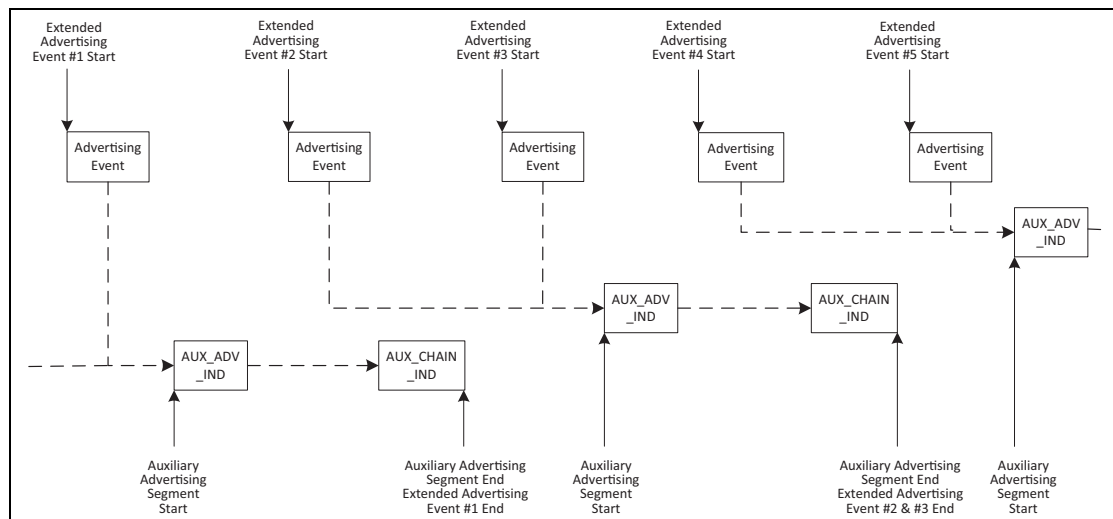 Extended
Advertising
Event #1 Start
Extended
Advertising
Event #2 Start
Extended
Advertising
Event #3 Start
Extended
Advertising
Event #4 Start
Extended
Advertising
Event #5 Start
Advertising
Event
Advertising
Event
Advertising
Event
Advertising
Event
Advertising
Event
AUX_ADV
_IND
AUX_ADV
_IND
AUX_CHAIN
_IND
AUX_ADV
_IND
AUX_CHAIN
_IND
Auxiliary
Advertising
Segment
Start
Auxiliary Advertising
Segment End
Extended Advertising
Event #1 End
Auxiliary
Advertising
Segment
Start
Auxiliary Advertising
Segment End
Extended Advertising
Event #2 & #3 End
Auxiliary
Advertising
Segment
Start